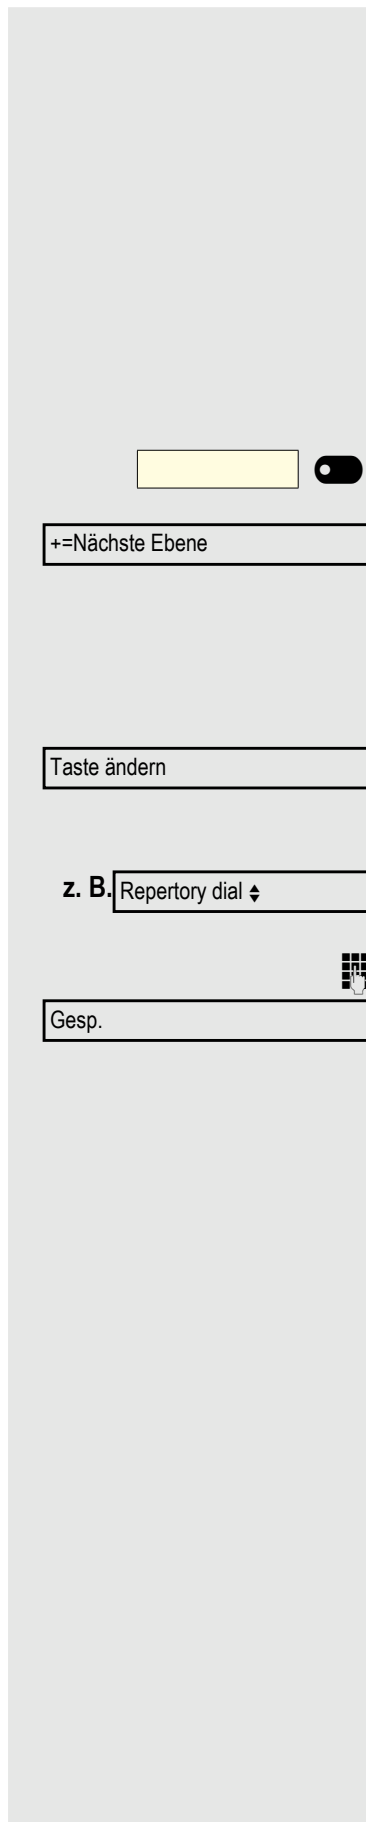 +=Nächste Ebene
Taste ändern
z. B. Repertory dial
Gesp.